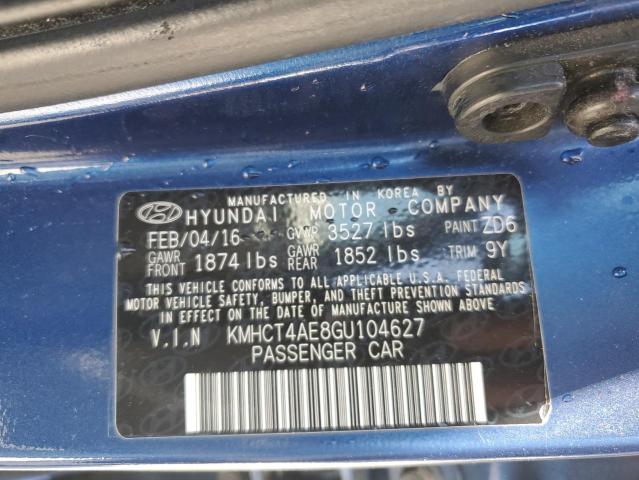 MANUFACTURED IN KOREA BY
HYUNDAI MOTOR COMPANY
FEB/04/16 GVWR 3527 lbs PAINT ZD6
GAWR FRONT 1874 lbs GAWR REAR 1852 lbs TRIM 9Y
THIS VEHICLE CONFORMS TO ALL APPLICABLE U.S.A. FEDERAL
MOTOR VEHICLE SAFETY, BUMPER, AND THEFT PREVENTION STANDARDS
IN EFFECT ON THE DATE OF MANUFACTURE SHOWN ABOVE
V.I.N KMHCT4AE8GU104627
PASSENGER CAR